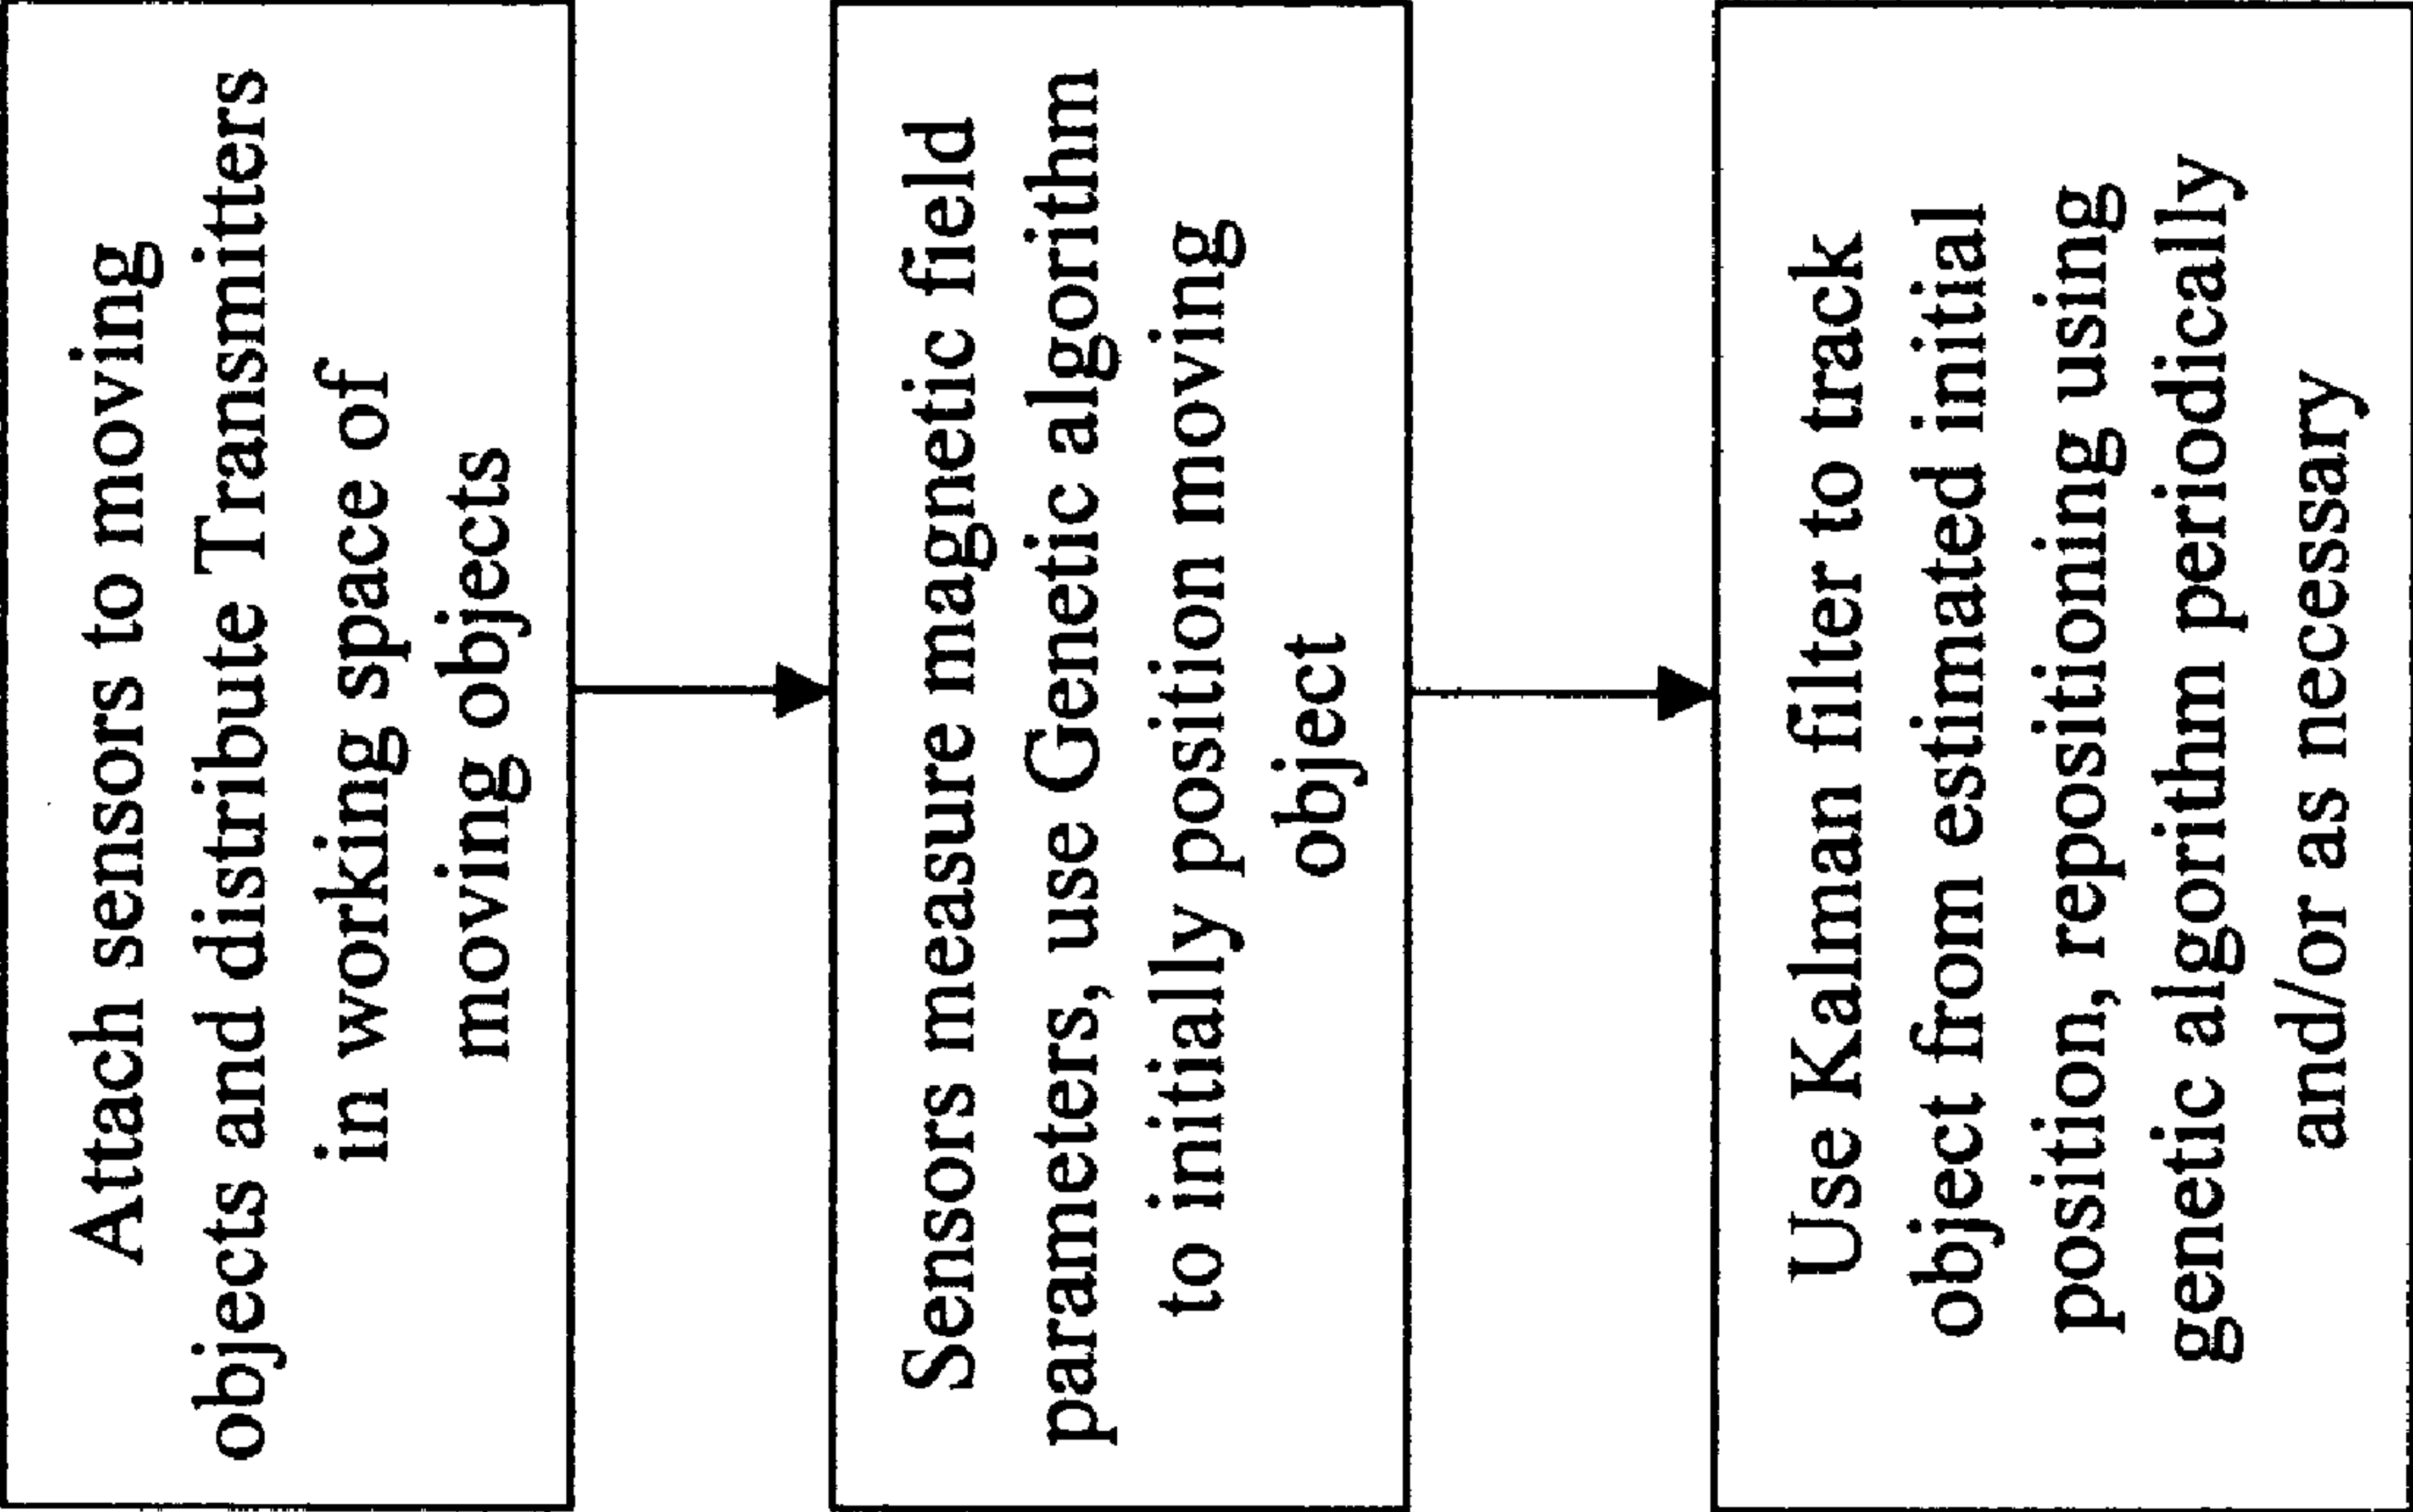 Attach sensors to moving
objects and distribute Transmitters
in working space of
moving objects
Sensors measure magnetic field
parameters, use Genetic algorithm
to initially position moving
object
Use Kalman filter to track
object from estimated initial
position, repositioning using
genetic algorithm periodically
and/or as necessary